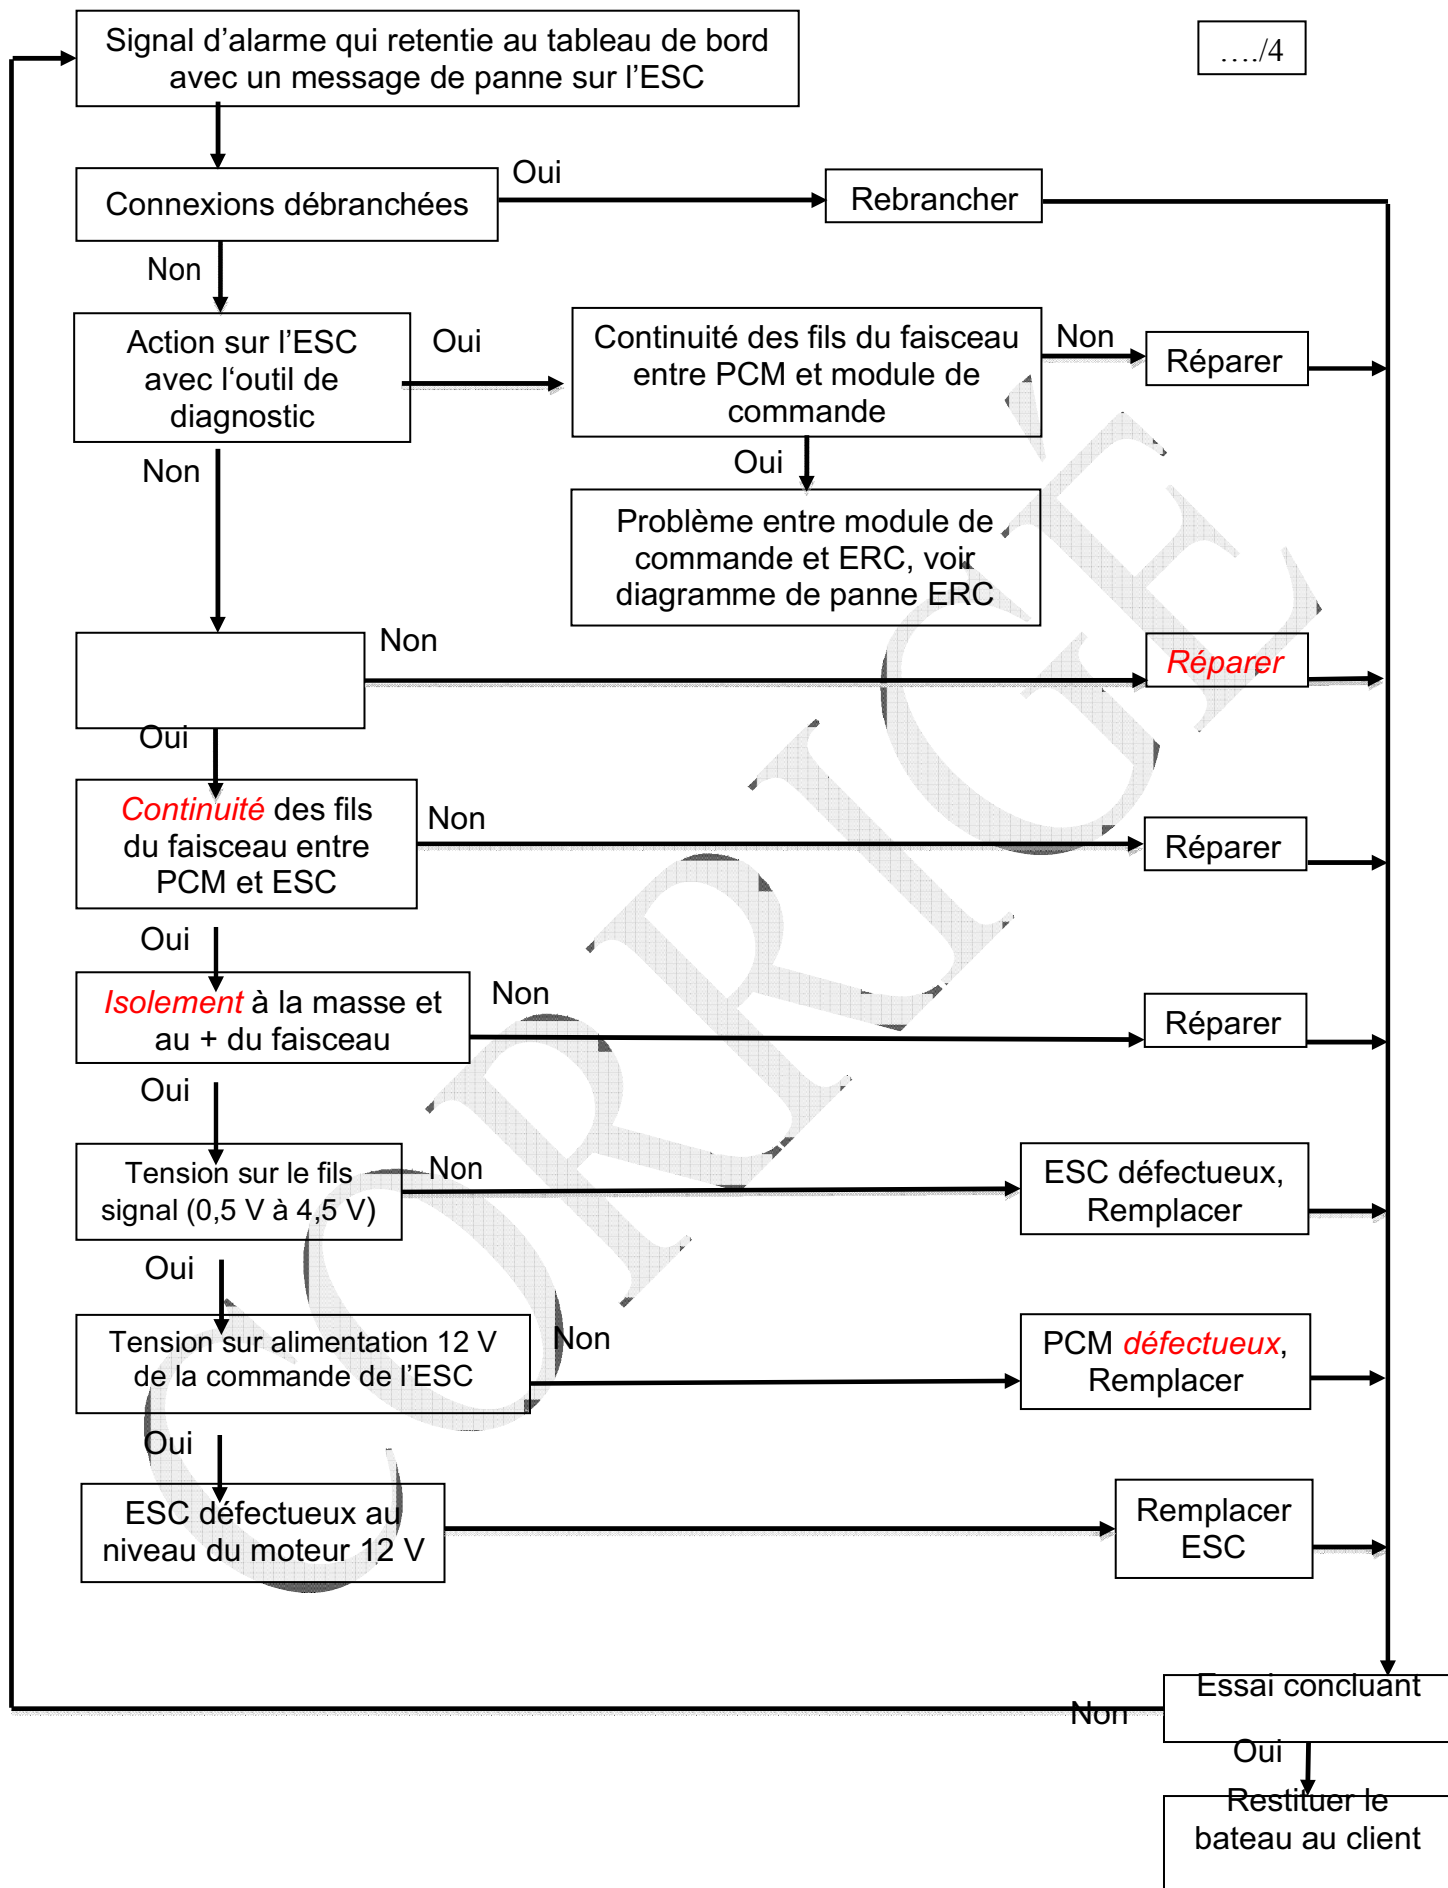 Signal d’alarme qui retentie au tableau de bord
avec un message de panne sur l’ESC
…./4
Connexions débranchées
Oui
Rebrancher
Non
Action sur l’ESC
avec l‘outil de
diagnostic
Oui
Continuité des fils du faisceau
entre PCM et module de
commande
Non
Réparer
Non
Oui
Problème entre module de
commande et ERC, voir
diagramme de panne ERC
Non
Réparer
Oui
Continuité des fils
du faisceau entre
PCM et ESC
Non
Réparer
Oui
Isolement à la masse et
au + du faisceau
Non
Réparer
Oui
Tension sur le fils
signal (0,5 V à 4,5 V)
Non
ESC défectueux,
Remplacer
Oui
Tension sur alimentation 12 V
de la commande de l’ESC
Non
PCM défectueux,
Remplacer
Oui
ESC défectueux au
niveau du moteur 12 V
Remplacer
ESC
Essai concluant
Non
Oui
Restituer le
bateau au client
CORRIGÉ